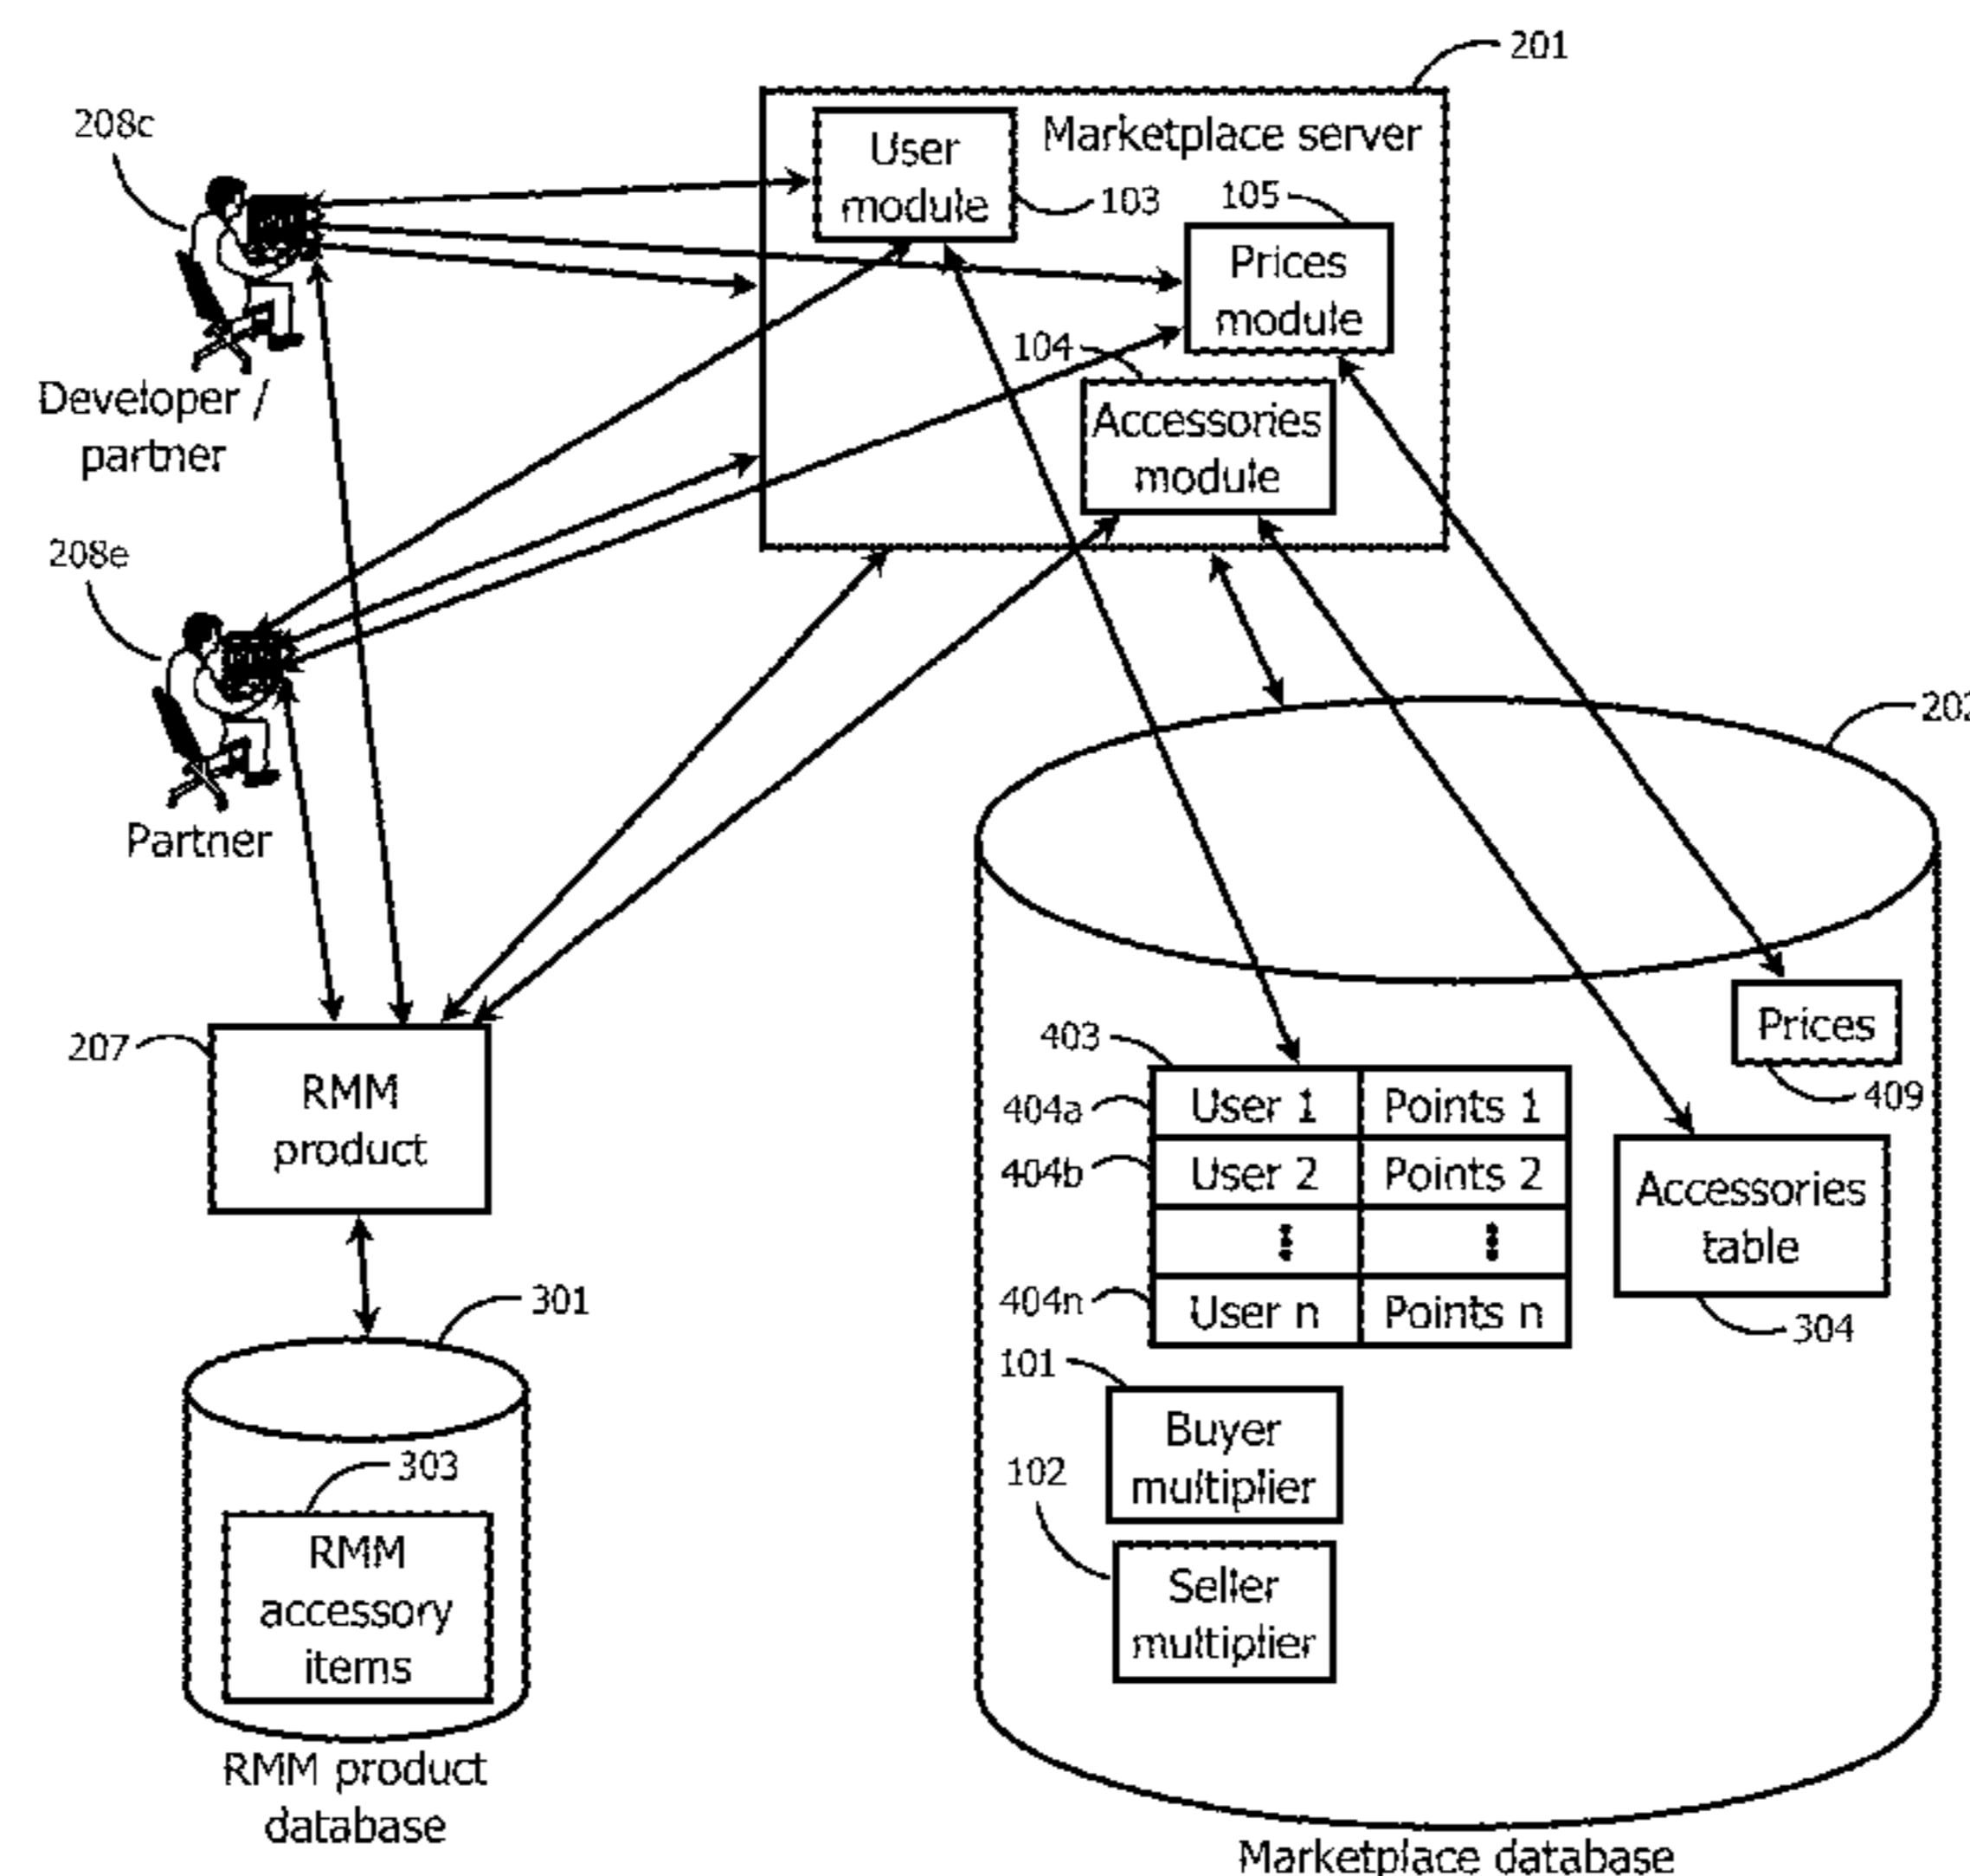 201
208c
User
module
Marketplace server
103
105
Prices
module
104
Accessories
module
Developer /
partner
208e
Partner
202
207
RMM
product
Prices
409
403
404a
User 1
Points 1
404b
User 2
Points 2
404n
User n
Points n
Accessories
table
304
301
101
Buyer
multiplier
303
102
RMM
accessory
items
Seller
multiplier
RMM product
database
Marketplace database